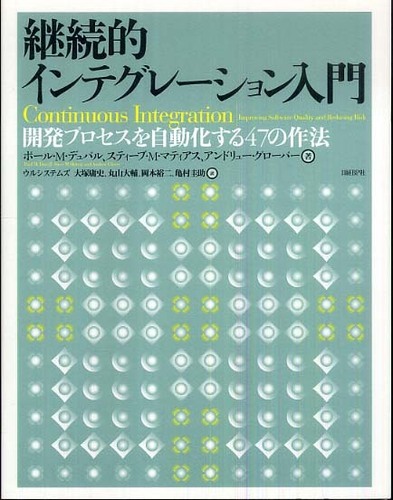 継続的
インテグレーション入門
Continuous Integration Improving Software Quality and Reducing Risk
開発プロセスを自動化する47の作法
ポール・M・デュバル, スティーブ・M・マティアス, アンドリュー・グローバー 著
ウルシステムズ 大塚庸史, 丸山大輔, 岡本裕二, 亀村圭助 訳
日経BP社